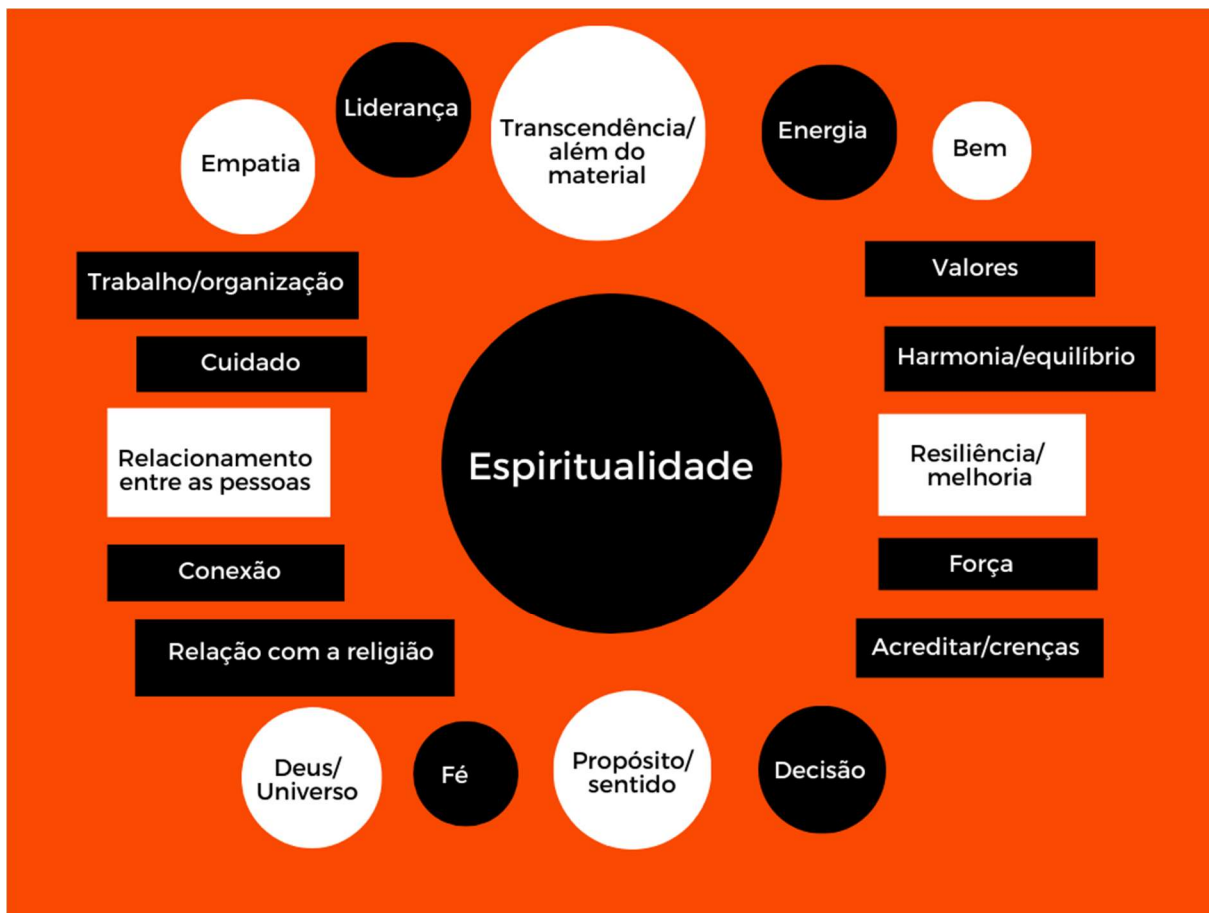 Liderança
Transcendência/
além do
material
Energia
Bem
Empatia
Trabalho/organização
Valores
Cuidado
Harmonia/equilíbrio
Relacionamento
entre as pessoas
Espiritualidade
Resiliência/
melhoria
Conexão
Força
Relação com a religião
Acreditar/crenças
Deus/
Universo
Fé
Propósito/
sentido
Decisão